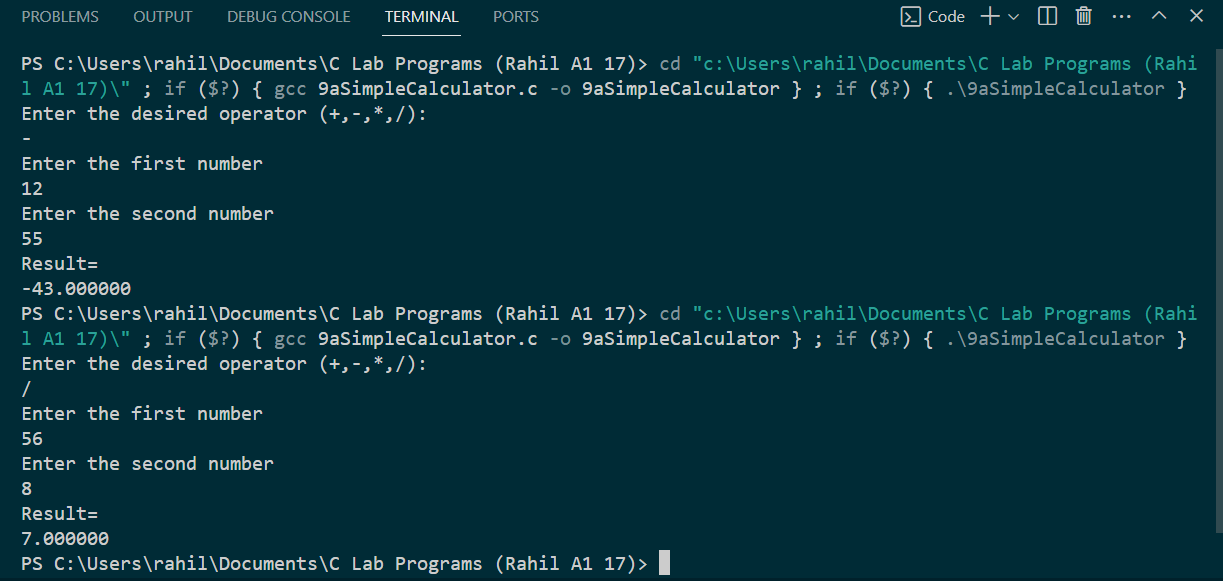 PROBLEMS OUTPUT DEBUG CONSOLE TERMINAL PORTS Code
PS C:\Users\rahil\Documents\C Lab Programs (Rahil A1 17)> cd "c:\Users\rahil\Documents\C Lab Programs (Rahi
l A1 17)\" ; if ($?) { gcc 9aSimpleCalculator.c -o 9aSimpleCalculator } ; if ($?) { .\9aSimpleCalculator }
Enter the desired operator (+,-,*,/):
-
Enter the first number
12
Enter the second number
55
Result=
-43.000000
PS C:\Users\rahil\Documents\C Lab Programs (Rahil A1 17)> cd "c:\Users\rahil\Documents\C Lab Programs (Rahi
l A1 17)\" ; if ($?) { gcc 9aSimpleCalculator.c -o 9aSimpleCalculator } ; if ($?) { .\9aSimpleCalculator }
Enter the desired operator (+,-,*,/):
/
Enter the first number
56
Enter the second number
8
Result=
7.000000
PS C:\Users\rahil\Documents\C Lab Programs (Rahil A1 17)>